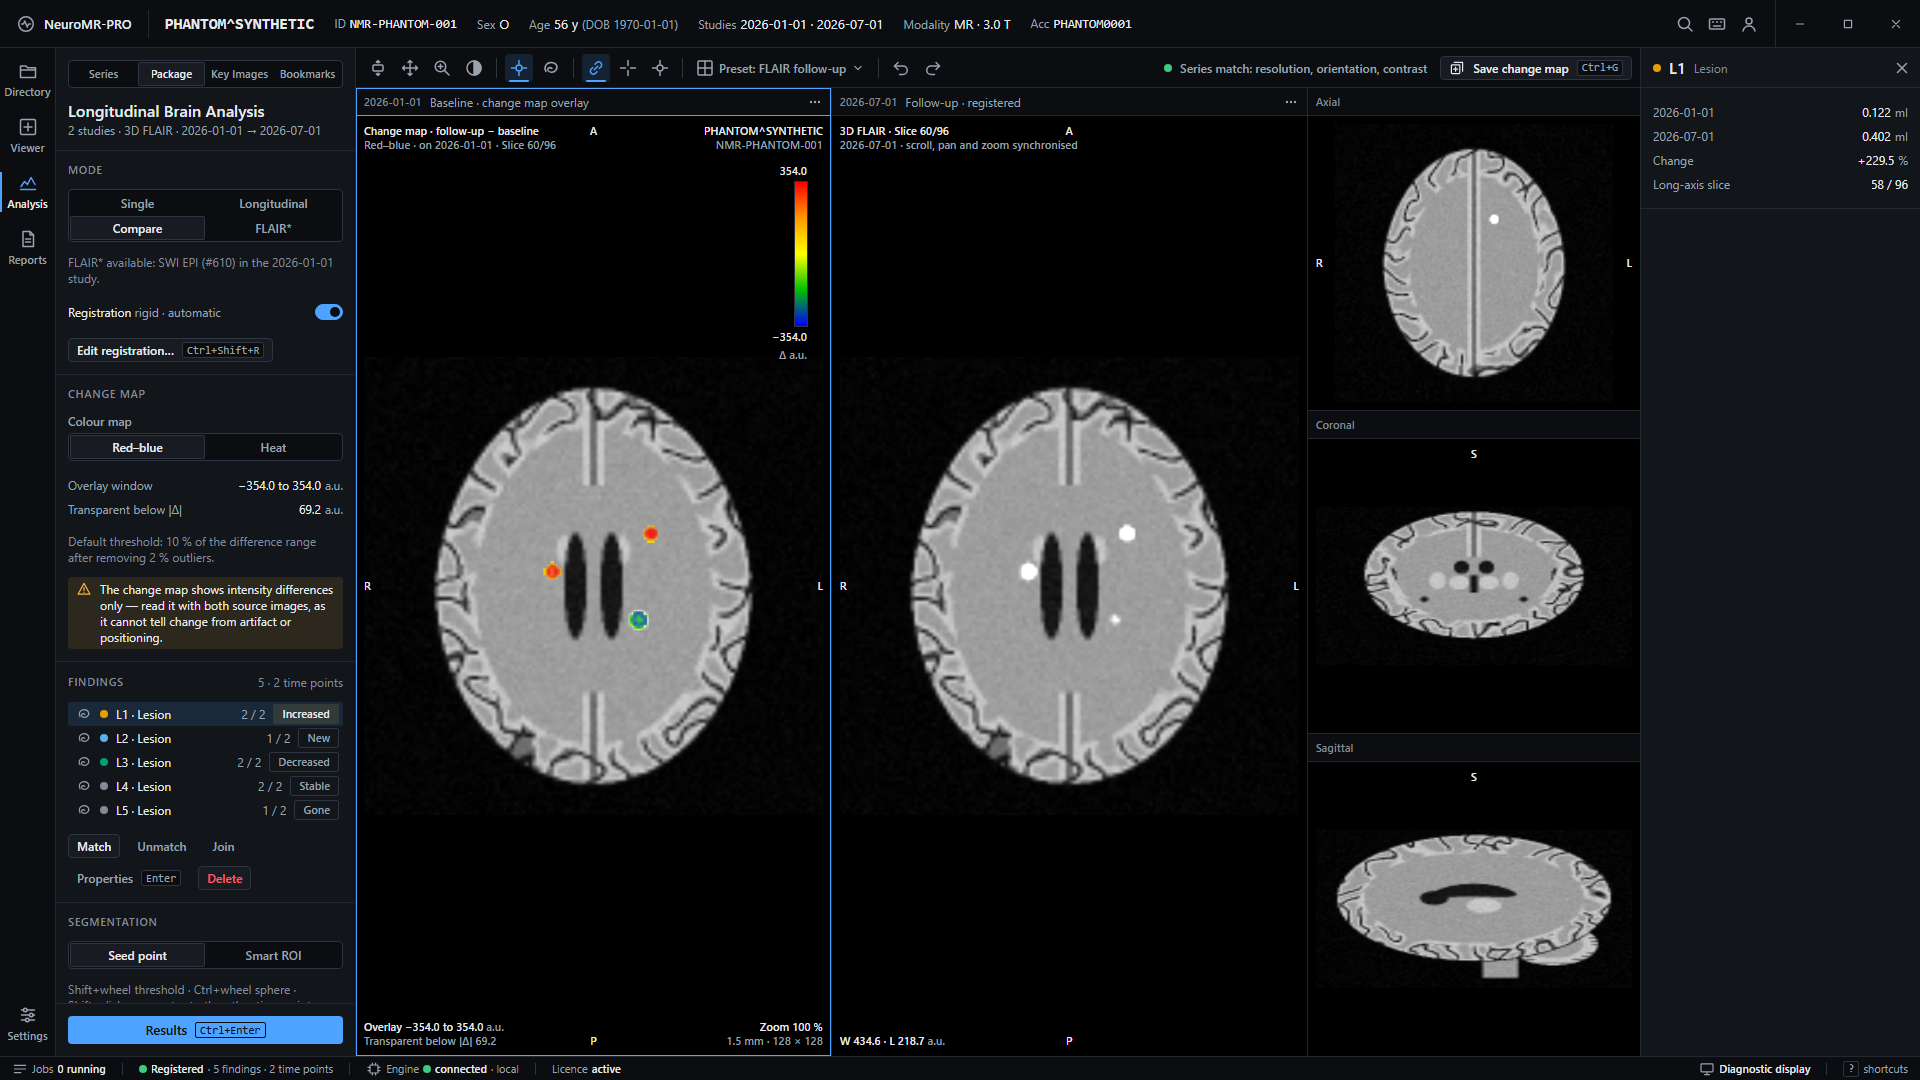 NeuroMR-PRO
PHANTOM^SYNTHETIC
ID NMR-PHANTOM-001
Sex O
Age 56 y (DOB 1970-01-01)
Studies 2026-01-01 · 2026-07-01
Modality MR · 3.0 T
Acc PHANTOM0001
Directory
Viewer
Analysis
Reports
Settings
Series Package Key Images Bookmarks
Longitudinal Brain Analysis
2 studies · 3D FLAIR · 2026-01-01 → 2026-07-01
MODE
Single Longitudinal
Compare FLAIR*
FLAIR* available: SWI EPI (#610) in the 2026-01-01
study.
Registration rigid · automatic
Edit registration... Ctrl+Shift+R
CHANGE MAP
Colour map
Red–blue Heat
Overlay window −354.0 to 354.0 a.u.
Transparent below |Δ| 69.2 a.u.
Default threshold: 10 % of the difference range
after removing 2 % outliers.
The change map shows intensity differences
only — read it with both source images, as
it cannot tell change from artifact or
positioning.
FINDINGS 5 · 2 time points
L1 · Lesion 2 / 2 Increased
L2 · Lesion 1 / 2 New
L3 · Lesion 2 / 2 Decreased
L4 · Lesion 2 / 2 Stable
L5 · Lesion 1 / 2 Gone
Match Unmatch Join
Properties Enter Delete
SEGMENTATION
Seed point Smart ROI
Shift+wheel threshold · Ctrl+wheel sphere ·
Results Ctrl+Enter
Preset: FLAIR follow-up
Series match: resolution, orientation, contrast
Save change map Ctrl+G
2026-01-01 Baseline · change map overlay
Change map · follow-up − baseline
Red–blue · on 2026-01-01 · Slice 60/96
A
PHANTOM^SYNTHETIC
NMR-PHANTOM-001
354.0
−354.0
Δ a.u.
R
L
Overlay −354.0 to 354.0 a.u.
Transparent below |Δ| 69.2
P
Zoom 100 %
1.5 mm · 128 × 128
2026-07-01 Follow-up · registered
3D FLAIR · Slice 60/96
2026-07-01 · scroll, pan and zoom synchronised
A
R
L
W 434.6 · L 218.7 a.u.
P
Axial
R
L
Coronal
S
Sagittal
S
L1 Lesion
2026-01-01 0.122 ml
2026-07-01 0.402 ml
Change +229.5 %
Long-axis slice 58 / 96
Jobs 0 running
Registered · 5 findings · 2 time points
Engine connected · local
Licence active
Diagnostic display
? shortcuts